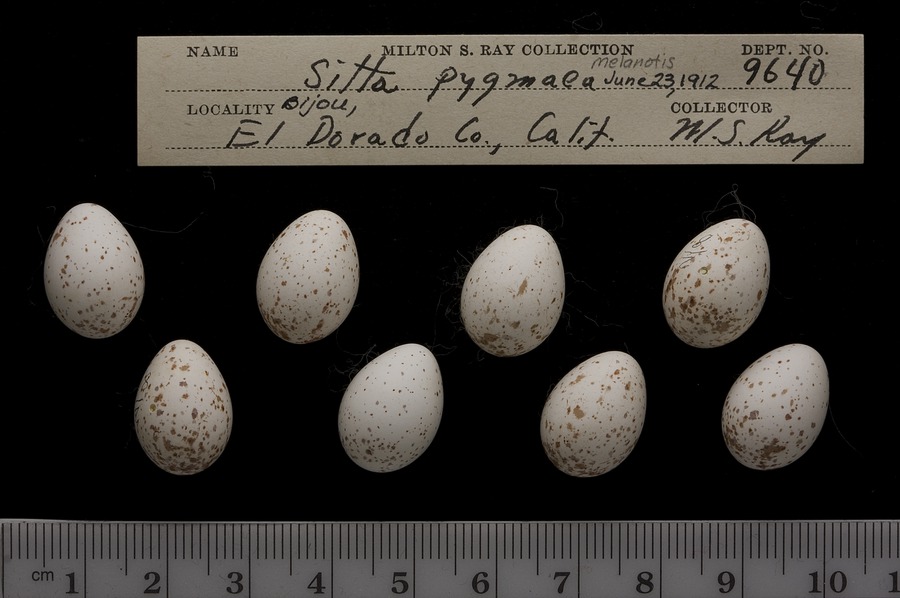 NAME MILTON S. RAY COLLECTION DEPT. NO.
melanotis
Sitta pygmaea June 23, 1912 9640
LOCALITY Bijou, COLLECTOR
El Dorado Co., Calif. M. S. Ray
cm 1 2 3 4 5 6 7 8 9 10 1